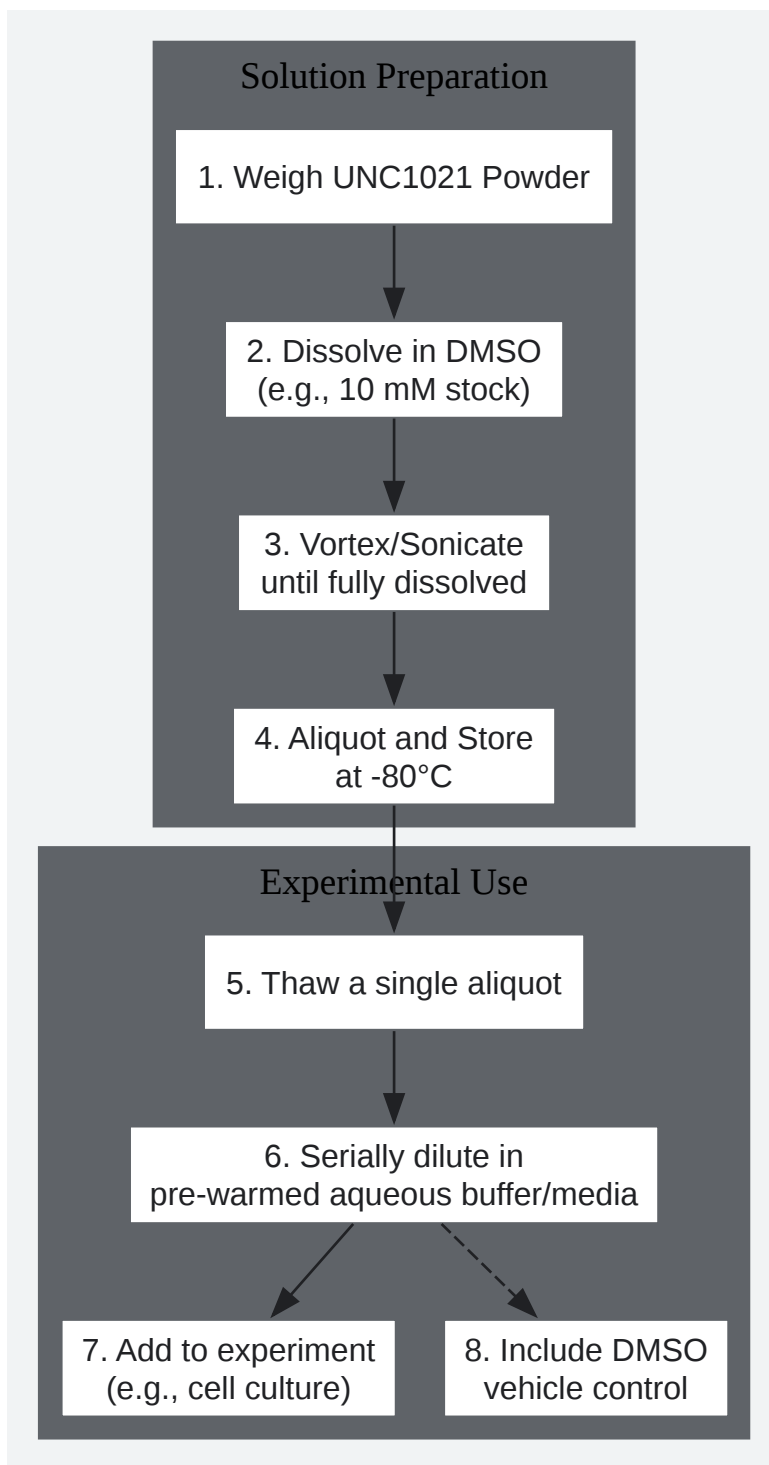 Solution Preparation
1. Weigh UNC1021 Powder
2. Dissolve in DMSO
(e.g., 10 mM stock)
3. Vortex/Sonicate
until fully dissolved
4. Aliquot and Store
at -80°C
Experimental Use
5. Thaw a single aliquot
6. Serially dilute in
pre-warmed aqueous buffer/media
7. Add to experiment
(e.g., cell culture)
8. Include DMSO
vehicle control